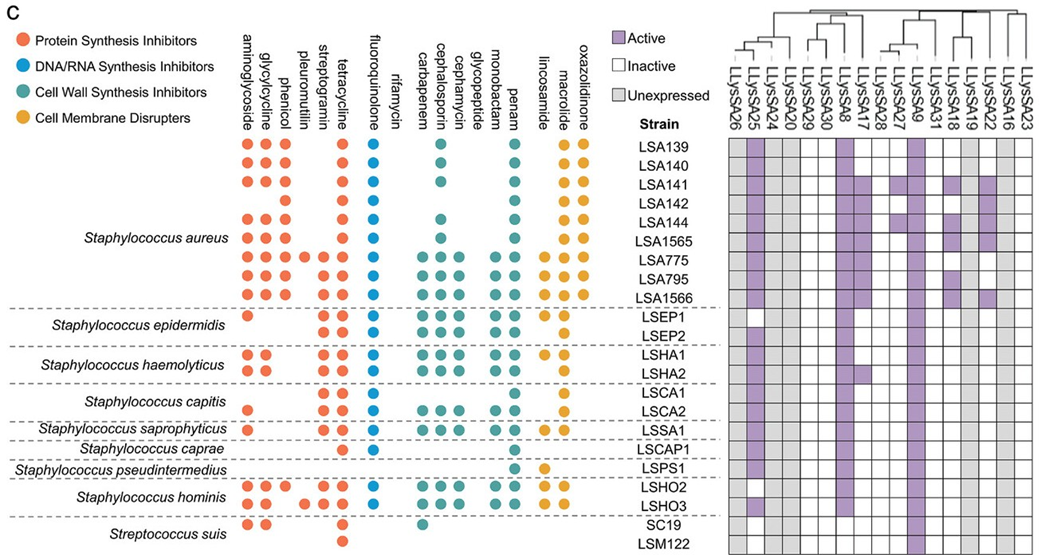 C
Protein Synthesis Inhibitors
DNA/RNA Synthesis Inhibitors
Cell Wall Synthesis Inhibitors
Cell Membrane Disrupters
aminoglycoside
glycylcycline
phenicol
pleuromutilin
streptogramin
tetracycline
fluoroquinolone
rifamycin
carbapenem
cephalosporin
cephamycin
glycopeptide
monobactam
penam
lincosamide
macrolide
oxazolidinone
Active
Inactive
Unexpressed
Strain
LLysSA26
LLysSA25
LLysSA24
LLysSA20
LLysSA29
LLysSA30
LLysSA8
LLysSA17
LLysSA28
LLysSA27
LLysSA9
LLysSA31
LLysSA18
LLysSA22
LLysSA19
LLysSA16
LLysSA23
Staphylococcus aureus
LSA139
LSA140
LSA141
LSA142
LSA144
LSA1565
LSA775
LSA795
LSA1566
Staphylococcus epidermidis
LSEP1
LSEP2
Staphylococcus haemolyticus
LSHA1
LSHA2
Staphylococcus capitis
LSCA1
LSCA2
Staphylococcus saprophyticus
LSSA1
Staphylococcus caprae
LSCAP1
Staphylococcus pseudintermedius
LSPS1
Staphylococcus hominis
LSHO2
LSHO3
Streptococcus suis
SC19
LSM122